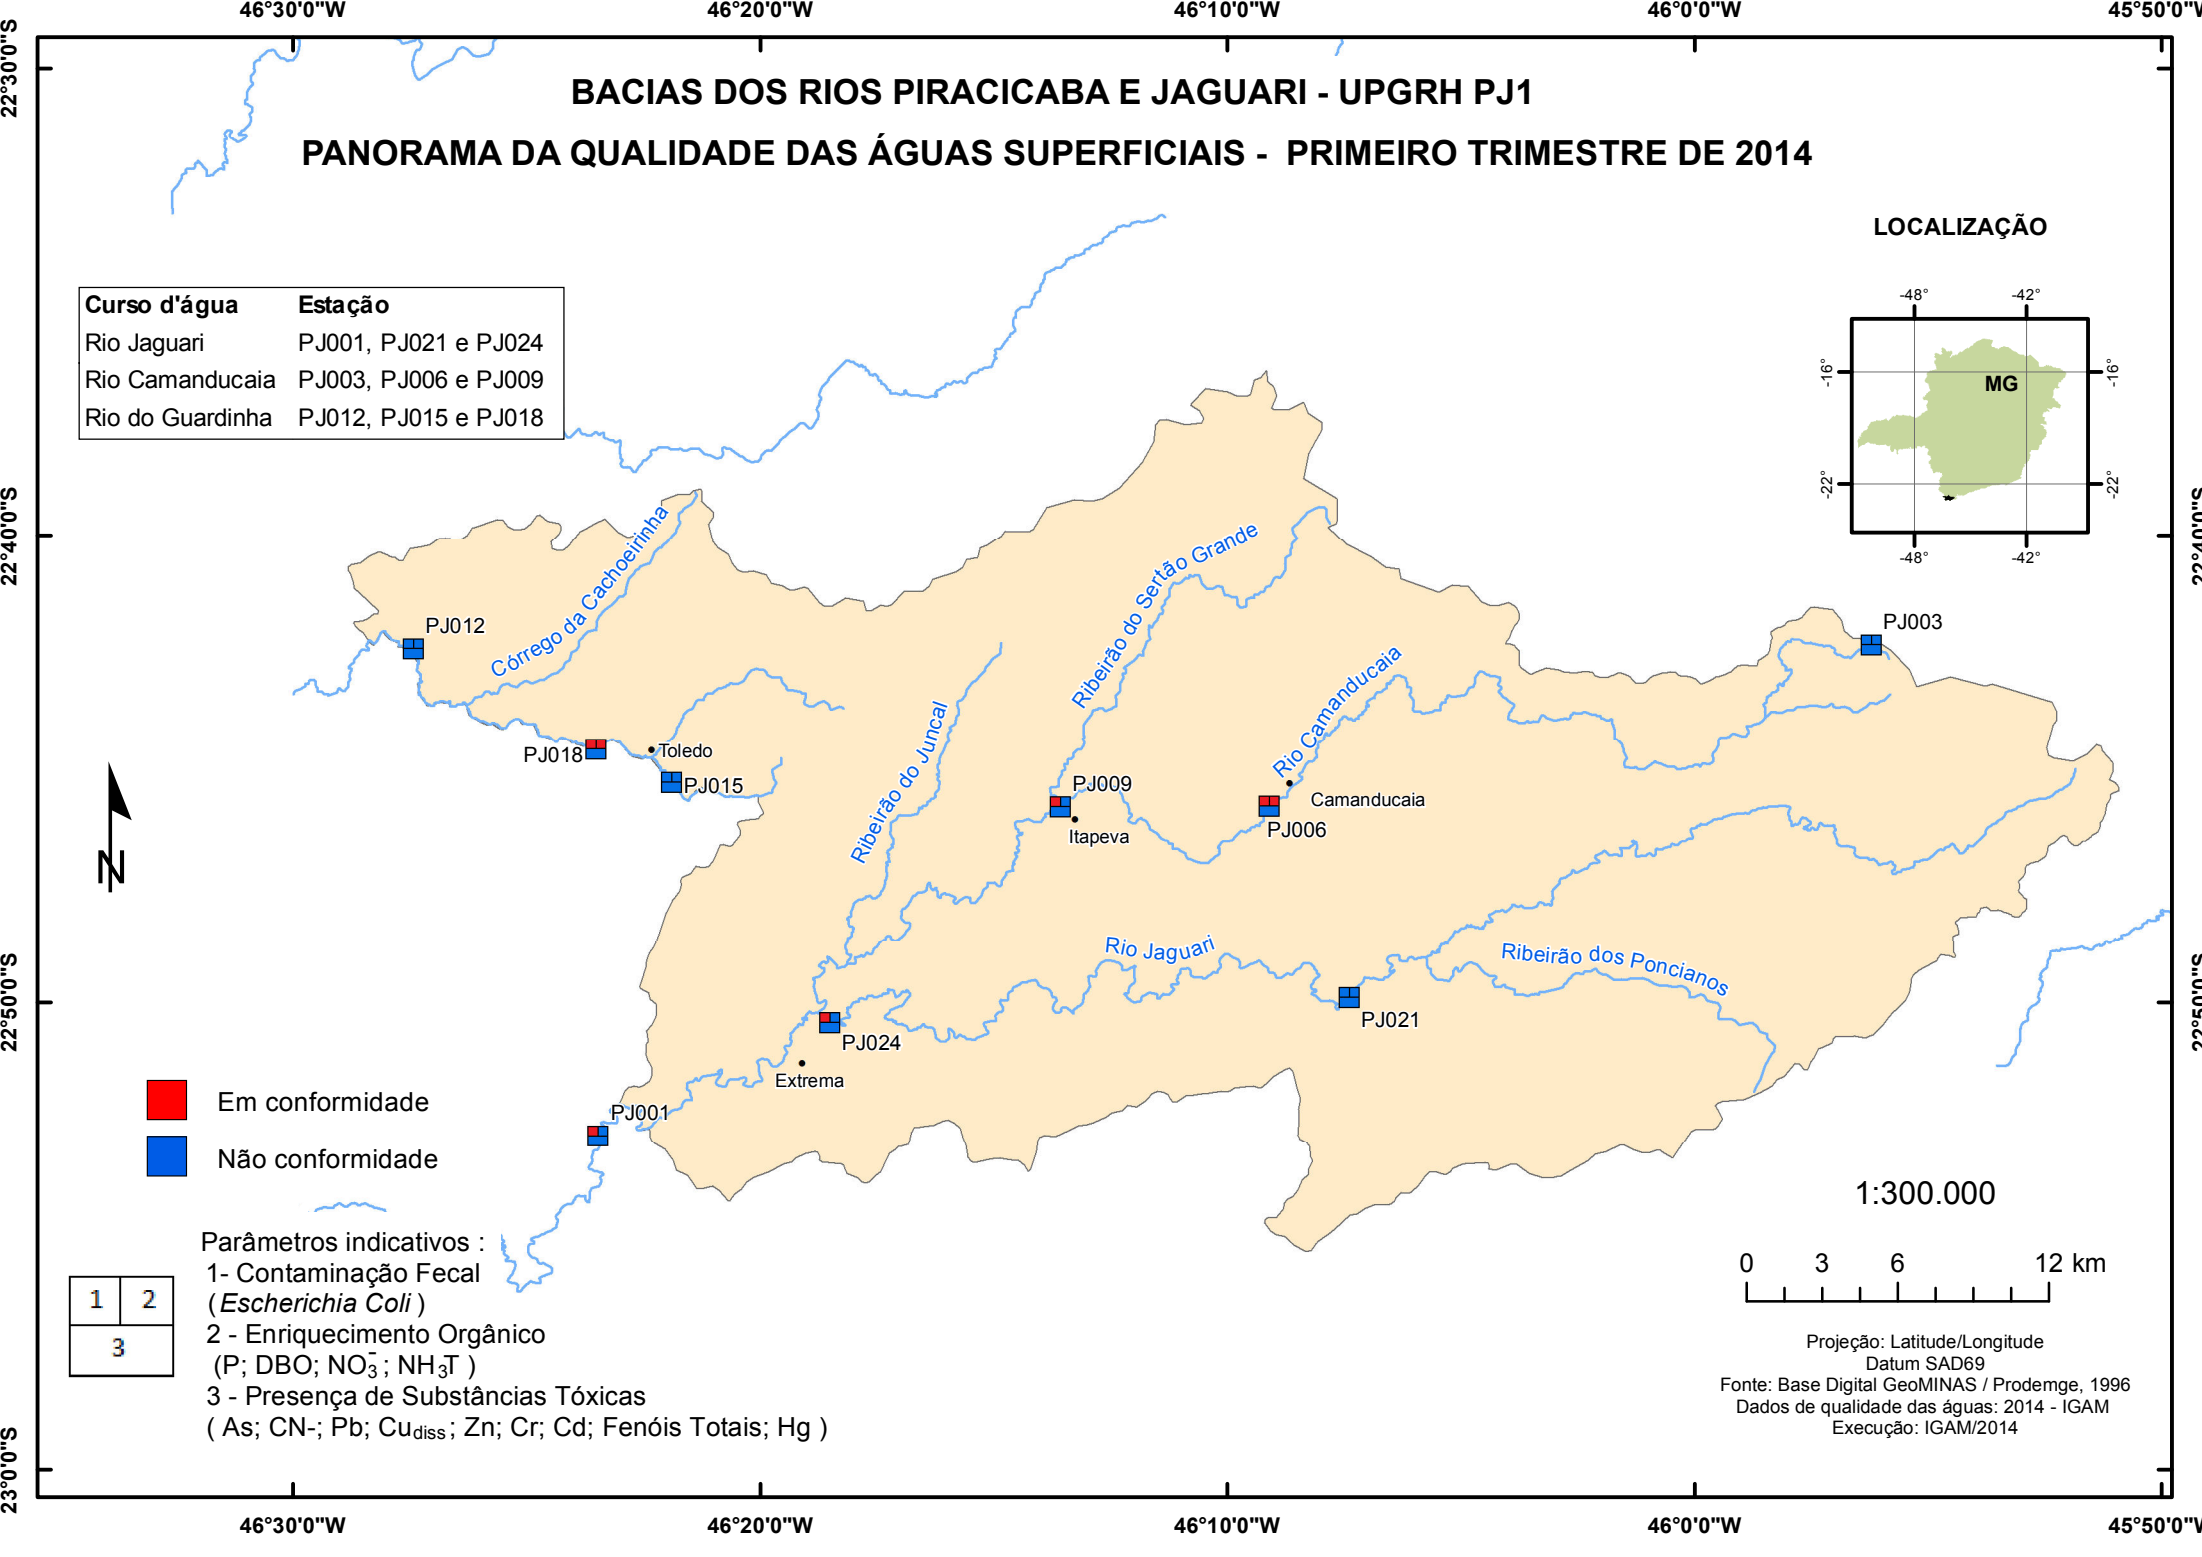 46°30'0"W
46°20'0"W
46°10'0"W
46°0'0"W
45°50'0"W
22°30'0"S
BACIAS DOS RIOS PIRACICABA E JAGUARI - UPGRH PJ1
PANORAMA DA QUALIDADE DAS ÁGUAS SUPERFICIAIS - PRIMEIRO TRIMESTRE DE 2014
LOCALIZAÇÃO
-48°
-42°
-16°
MG
-16°
-22°
-22°
-48°
-42°
Curso d'água Estação
Rio Jaguari PJ001, PJ021 e PJ024
Rio Camanducaia PJ003, PJ006 e PJ009
Rio do Guardinha PJ012, PJ015 e PJ018
22°40'0"S
22°40'0"S
Córrego da Cachoeirinha
Ribeirão do Sertão Grande
PJ012
PJ003
Rio Camanducaia
Ribeirão do Juncal
PJ018
Toledo
PJ015
PJ009
Itapeva
Camanducaia
PJ006
Rio Jaguari
Ribeirão dos Poncianos
22°50'0"S
22°50'0"S
PJ021
PJ024
Extrema
PJ001
N
Em conformidade
Não conformidade
1:300.000
0 3 6 12 km
Parâmetros indicativos :
1- Contaminação Fecal
(Escherichia Coli )
2 - Enriquecimento Orgânico
(P; DBO; NO3-; NH3T )
3 - Presença de Substâncias Tóxicas
( As; CN-; Pb; Cudiss; Zn; Cr; Cd; Fenóis Totais; Hg )
1 2
3
Projeção: Latitude/Longitude
Datum SAD69
Fonte: Base Digital GeoMINAS / Prodemge, 1996
Dados de qualidade das águas: 2014 - IGAM
Execução: IGAM/2014
23°0'0"S
46°30'0"W
46°20'0"W
46°10'0"W
46°0'0"W
45°50'0"W